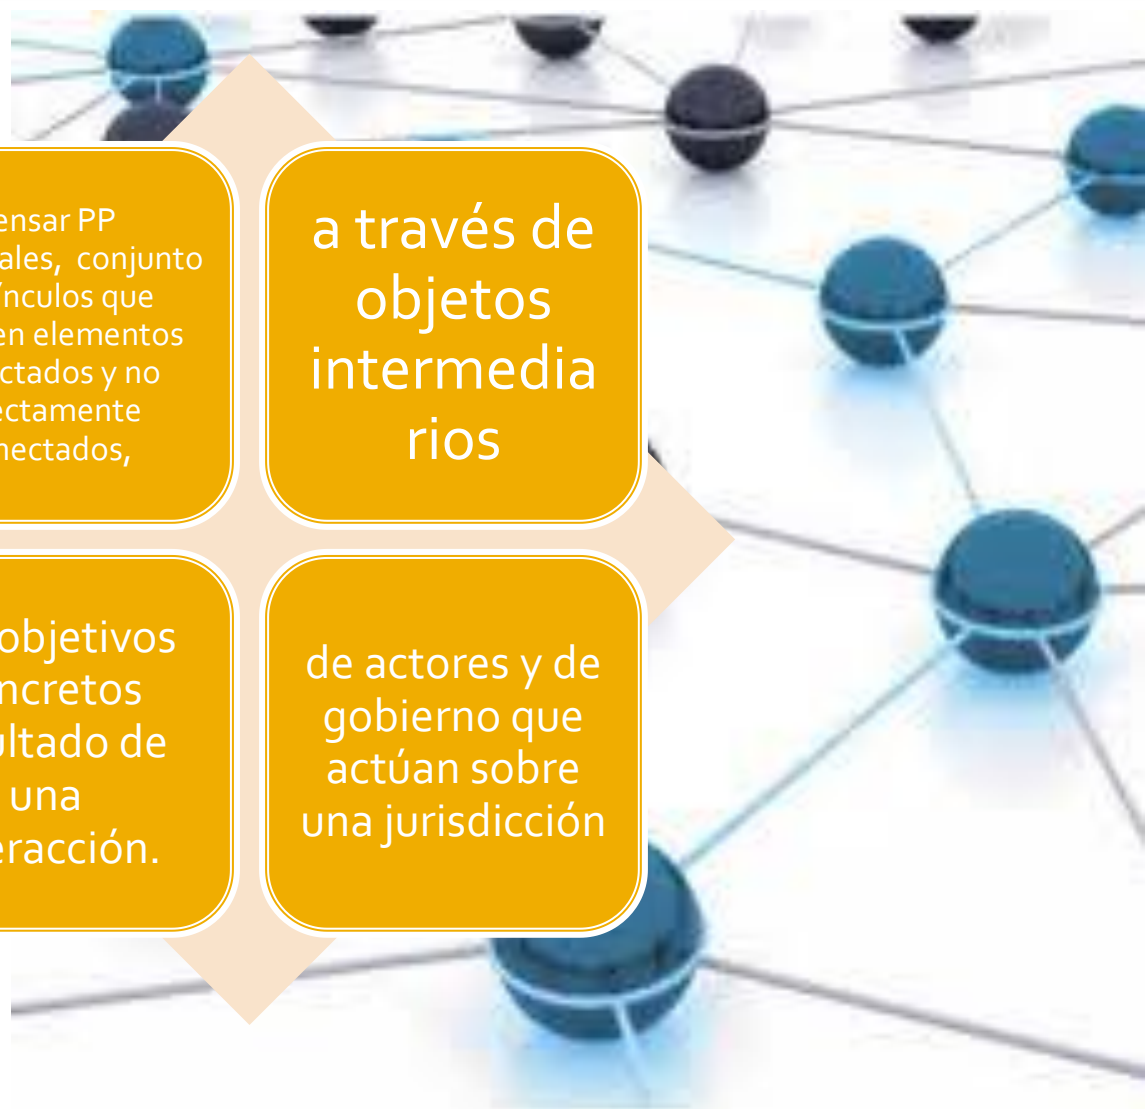 ensar PP
ales, conjunto
ínculos que
en elementos
ctados y no
ectamente
nectados,
a través de
objetos
intermedia
rios
objetivos
ncretos
ultado de
una
eracción.
de actores y de
gobierno que
actúan sobre
una jurisdicción